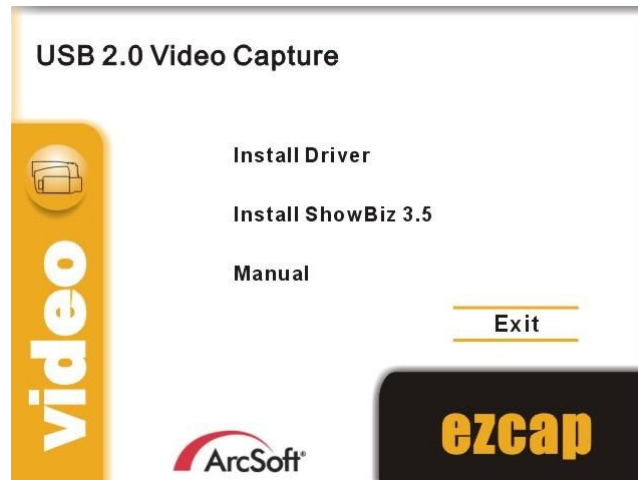 USB 2.0 Video Capture
Install Driver
Install ShowBiz 3.5
Manual
Exit
video
ArcSoft®
ezcap